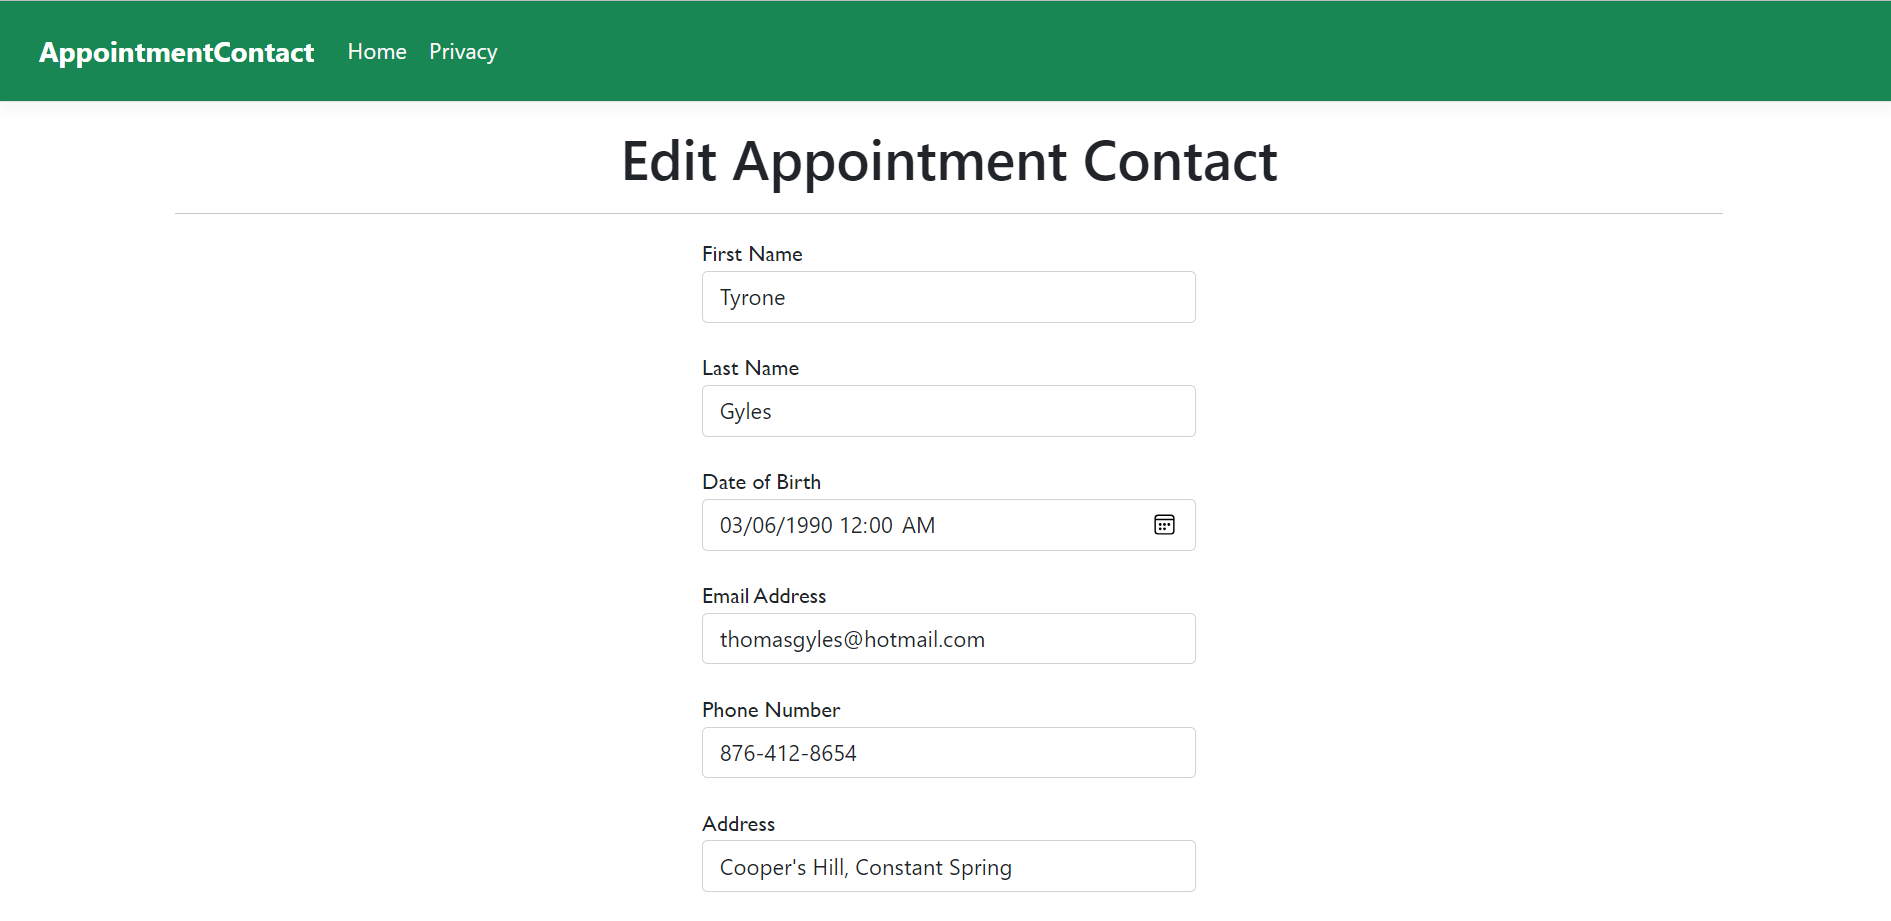 AppointmentContact Home Privacy
Edit Appointment Contact
First Name
Tyrone
Last Name
Gyles
Date of Birth
03/06/1990 12:00 AM
Email Address
thomasgyles@hotmail.com
Phone Number
876-412-8654
Address
Cooper's Hill, Constant Spring